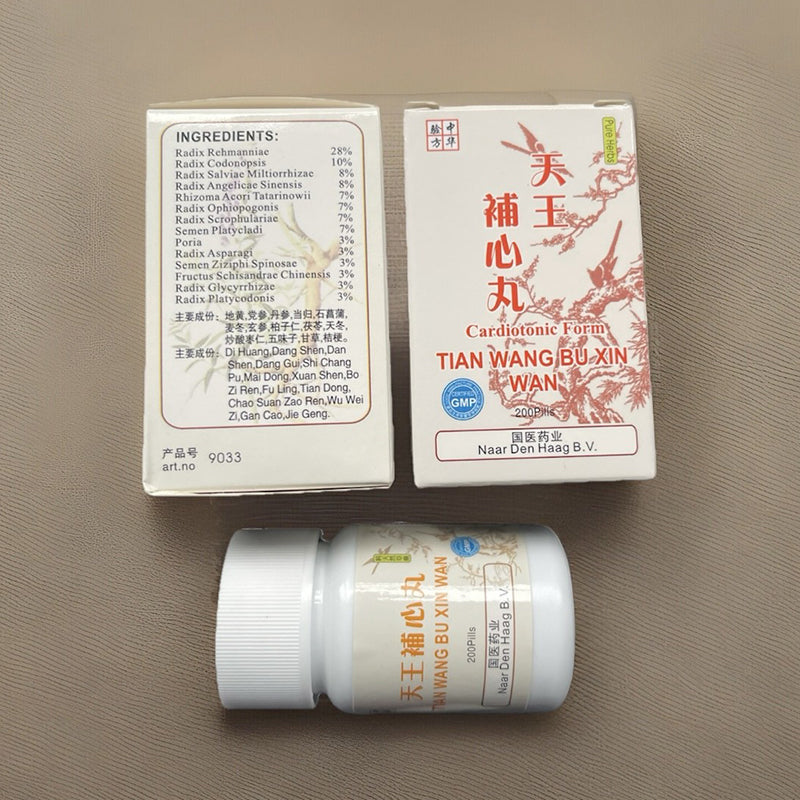 INGREDIENTS:
Radix Rehmanniae 28%
Radix Codonopsis 10%
Radix Salviae Miltiorrhizae 8%
Radix Angelicae Sinensis 8%
Rhizoma Acori Tatarinowii 7%
Radix Ophiopogonis 7%
Radix Scrophulariae 7%
Semen Platycladi 7%
Poria 3%
Radix Asparagi 3%
Semen Ziziphi Spinosae 3%
Fructus Schisandrae Chinensis 3%
Radix Glycyrrhizae 3%
Radix Platycodonis 3%
主要成份: 地黄,党参,丹参,当归,石菖蒲,
麦冬,玄参,柏子仁,茯苓,天冬,
炒酸枣仁,五味子,甘草,桔梗。
主要成份: Di Huang,Dang Shen,Dan
Shen,Dang Gui,Shi Chang
Pu,Mai Dong,Xuan Shen,Bo
Zi Ren,Fu Ling,Tian Dong,
Chao Suan Zao Ren,Wu Wei
Zi,Gan Cao,Jie Geng.
产品号
art.no 9033
中华
验方
Pure Herbs
天王
補心丸
Cardiotonic Form
TIAN WANG BU XIN
WAN
CERTIFIED
GMP
200Pills
国医药业
Naar Den Haag B.V.
天王補心丸
TIAN WANG BU XIN WAN
GMP
200Pills
国医药业
Naar Den Haag B.V.